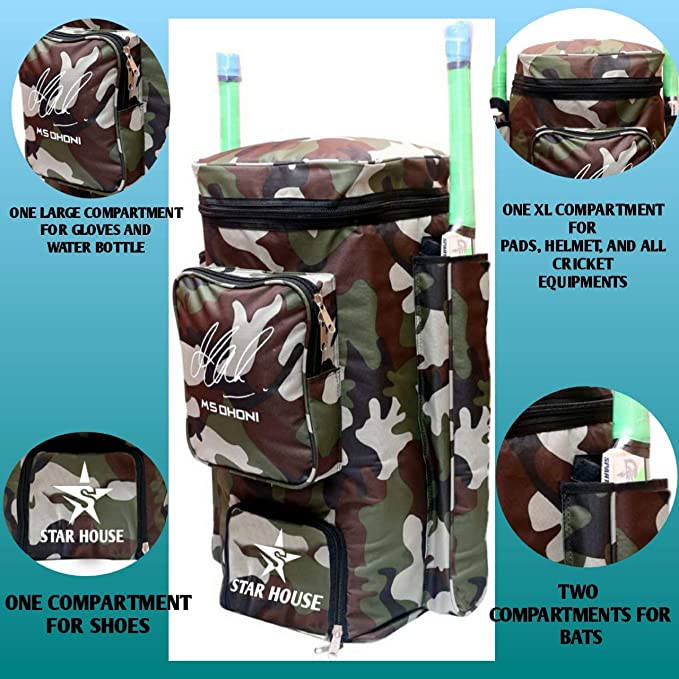 MS DHONI
ONE LARGE COMPARTMENT
FOR GLOVES AND
WATER BOTTLE
ONE XL COMPARTMENT
FOR
PADS, HELMET, AND ALL
CRICKET
EQUIPMENTS
MS DHONI
STAR HOUSE
STAR HOUSE
ONE COMPARTMENT
FOR SHOES
SPART
TWO
COMPARTMENTS FOR
BATS